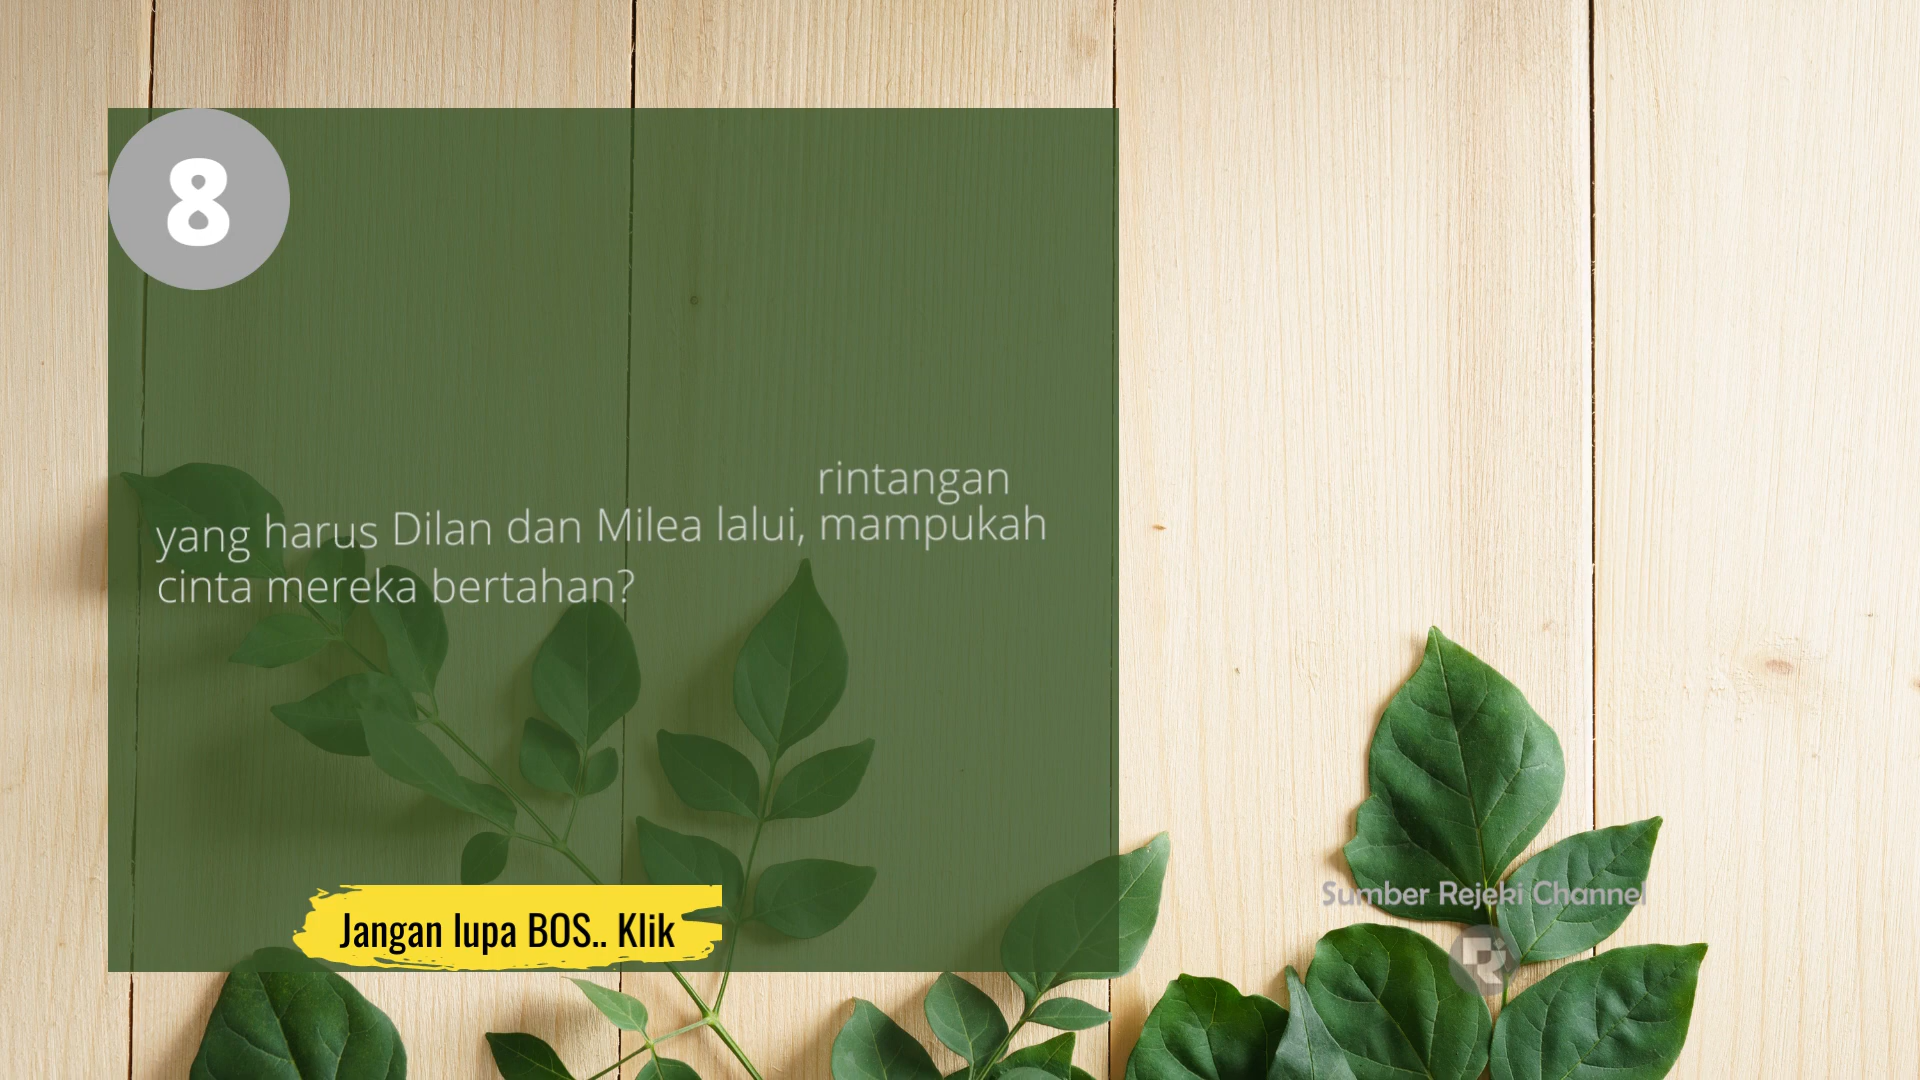 8
rintangan
yang harus Dilan dan Milea lalui, mampukah
cinta mereka bertahan?
Jangan lupa BOS.. Klik
Sumber Rejeki Channel